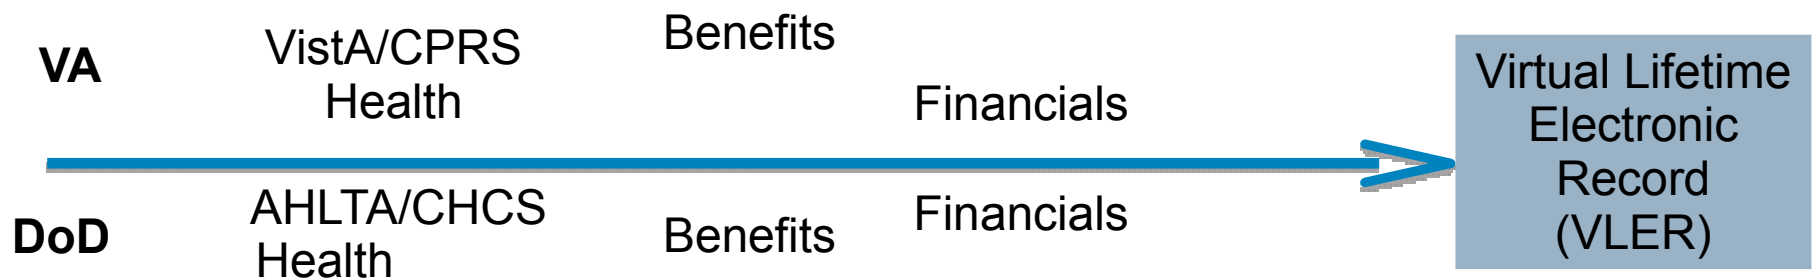 VA
VistA/CPRS
Health
Benefits
Financials
DoD
AHLTA/CHCS
Health
Benefits
Financials
Virtual Lifetime
Electronic
Record
(VLER)